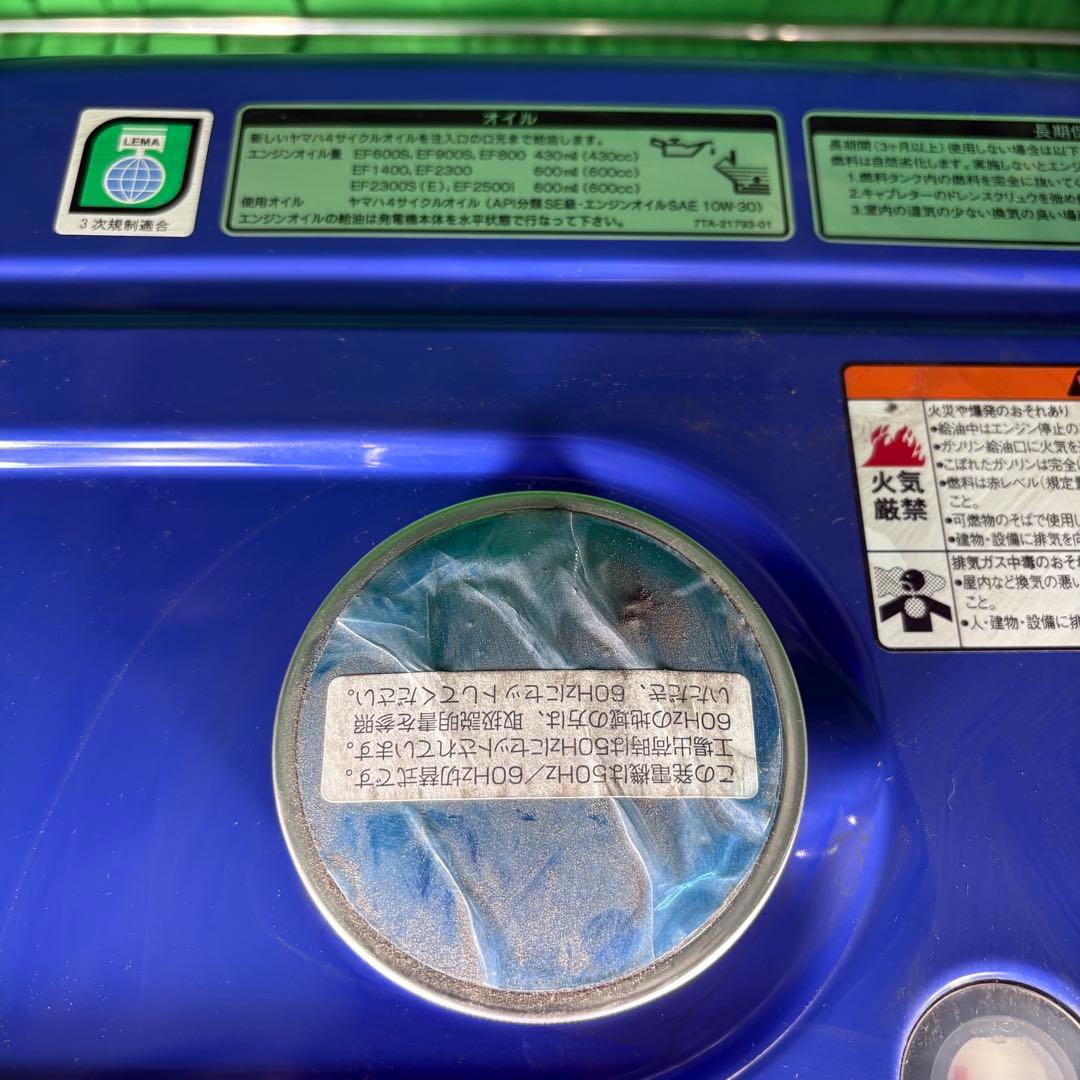 LEMA
3次規制適合
オイル
新しいヤマハ4サイクルオイルを注入口の口元まで給油します。
エンジンオイル量 EF600S, EF900S, EF800 430mℓ (430cc)
EF1400, EF2300 600mℓ (600cc)
EF2300S (E), EF2500i 600mℓ (600cc)
使用オイル ヤマハ4サイクルオイル (API分類SE級・エンジンオイルSAE 10W-30)
エンジンオイルの給油は発電機本体を水平状態で行なって下さい。
7TA-21793-01
長期保
長期間 (3ヶ月以上) 使用しない場合は以下
燃料は自然劣化します。実施しないとエンジ
1.燃料タンク内の燃料を完全に抜いての
2.キャブレターのドレンスクリュウを弛め
3.室内の湿気の少ない換気の良い場
火気
厳禁
火災や爆発のおそれあり
•給油中はエンジン停止の
•ガソリン給油口に火気を
•こぼれたガソリンは完全に
•燃料は赤レベル(規定量
こと。
•可燃物のそばで使用し
•建物・設備に排気を向
排気ガス中毒のおそれ
•屋内など換気の悪い
こと。
•人・建物・設備に排
この発電機は50Hz/60Hz切替式です。
工場出荷時は50Hzにセットされています。
60Hzの地域の方は、取扱説明書を参照
いただき、60Hzにセットしてください。